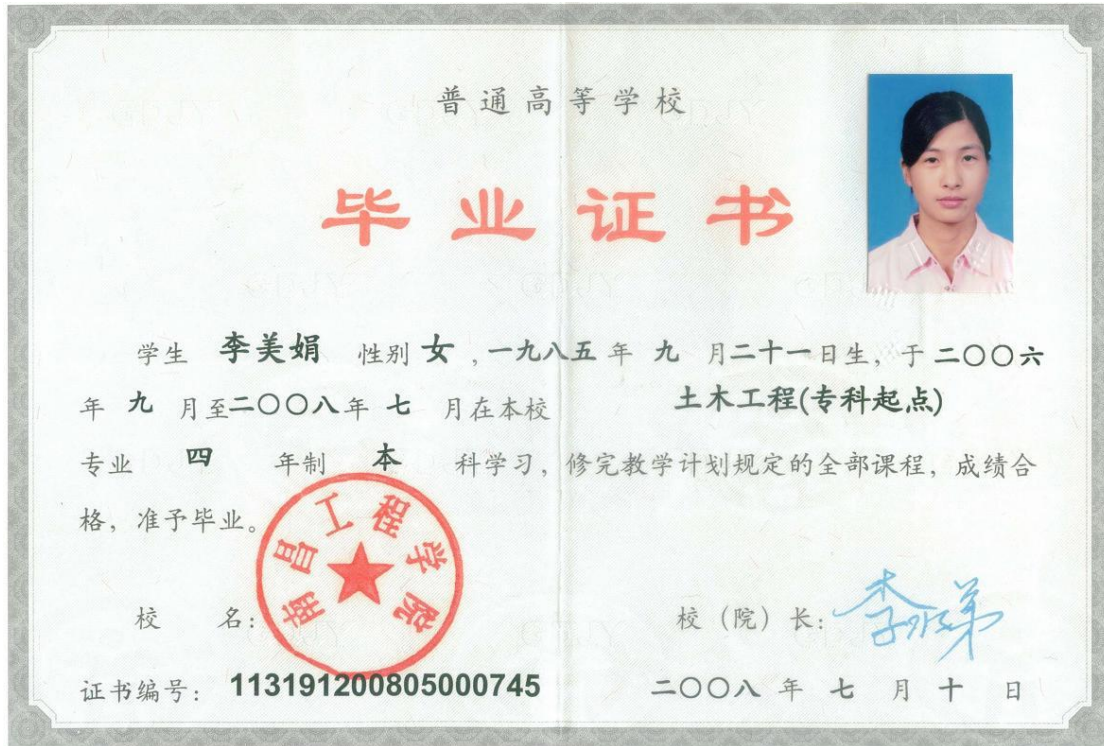 普通高等学校
毕业证书
学生 李美娟 性别 女，一九八五 年 九 月二十一日生，于 二〇〇六
年 九 月至二〇〇八年 七 月在本校 土木工程(专科起点)
专业 四 年制 本 科学习，修完教学计划规定的全部课程，成绩合
格，准予毕业。
南昌工程学院
校 名： 校（院）长：李水弟
证书编号： 113191200805000745 二〇〇八 年 七 月 十 日